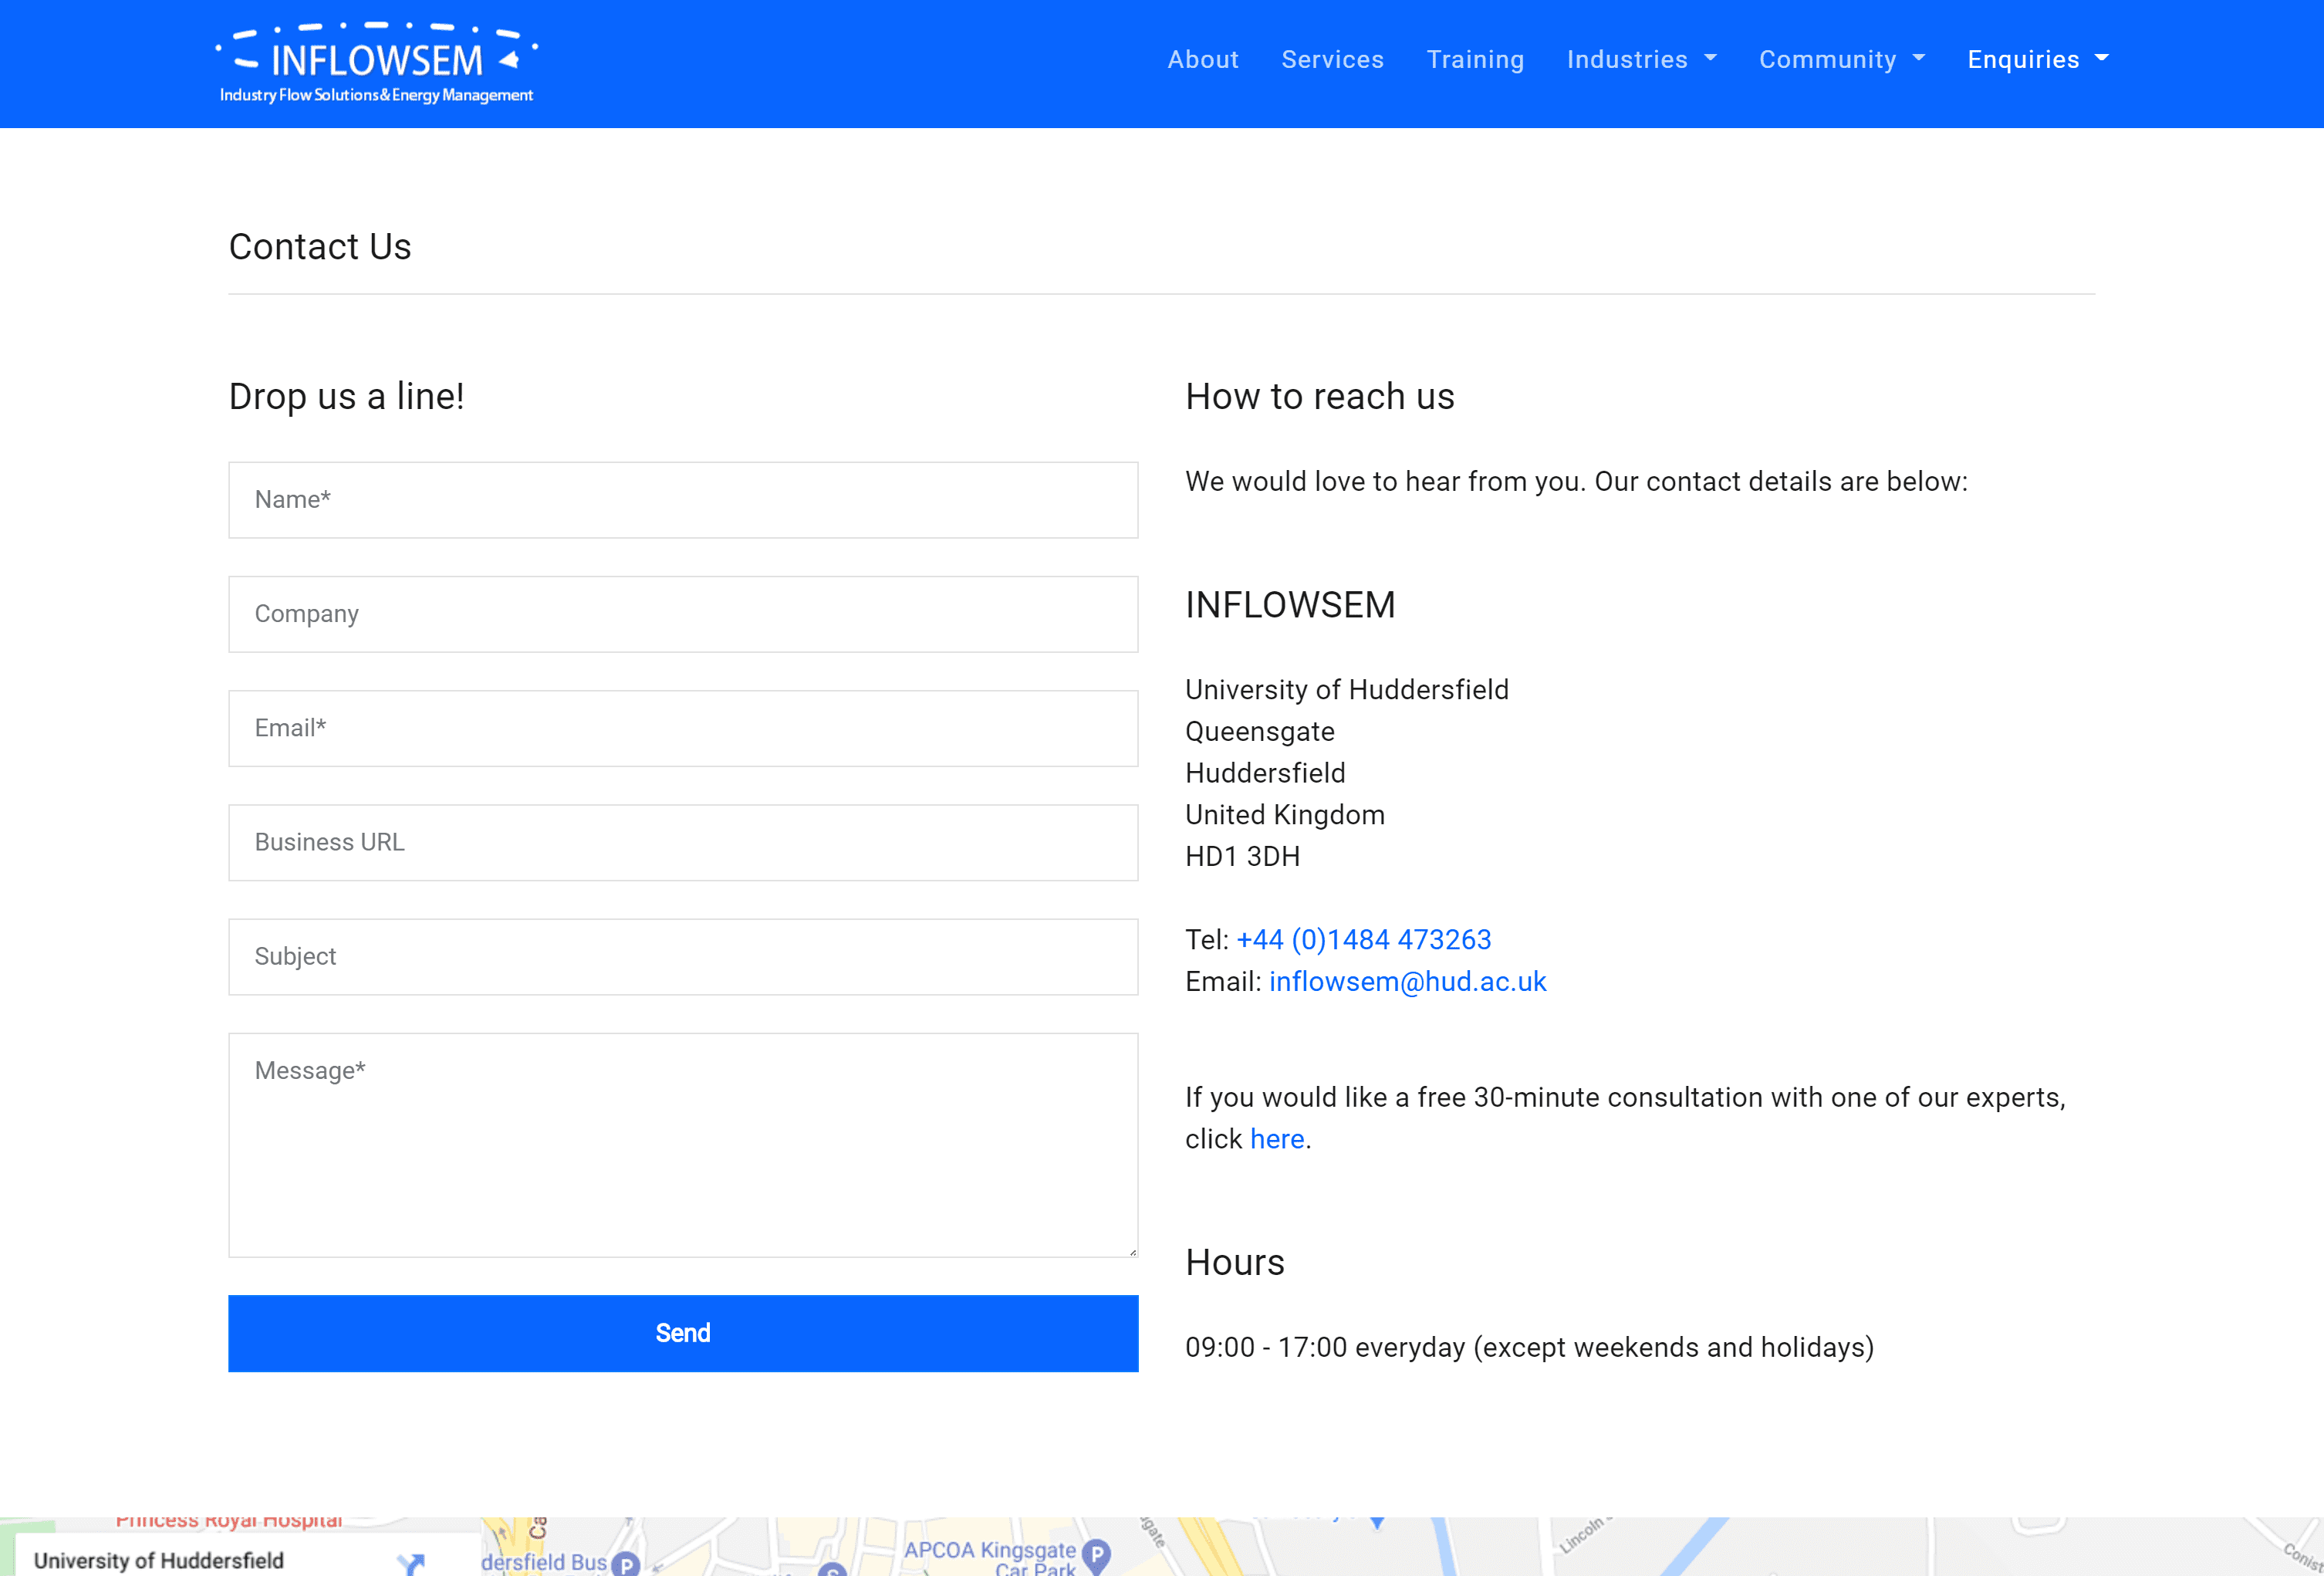 INFLOWSEM
Industry Flow Solutions & Energy Management
About Services Training Industries Community Enquiries
Contact Us
Drop us a line!
Name*
Company
Email*
Business URL
Subject
Message*
Send
How to reach us
We would love to hear from you. Our contact details are below:
INFLOWSEM
University of Huddersfield
Queensgate
Huddersfield
United Kingdom
HD1 3DH
Tel: +44 (0)1484 473263
Email: inflowsem@hud.ac.uk
If you would like a free 30-minute consultation with one of our experts,
click here.
Hours
09:00 - 17:00 everyday (except weekends and holidays)
Princess Royal Hospital
University of Huddersfield
dersfield Bus
P
APCOA Kingsgate
Car Park
P
Lincoln
Conist